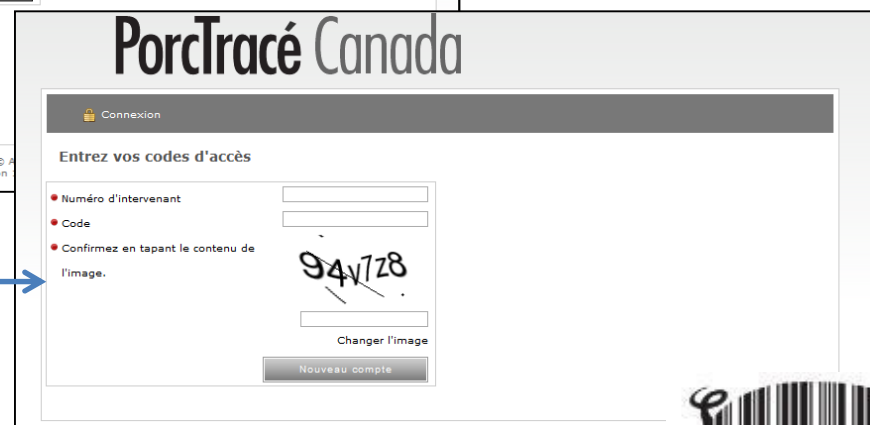 PorcTracé Canada
Connexion
Entrez vos codes d'accès
© A
en
Numéro d'intervenant
Code
Confirmez en tapant le contenu de
l'image.
94v7z8
Changer l'image
Nouveau compte